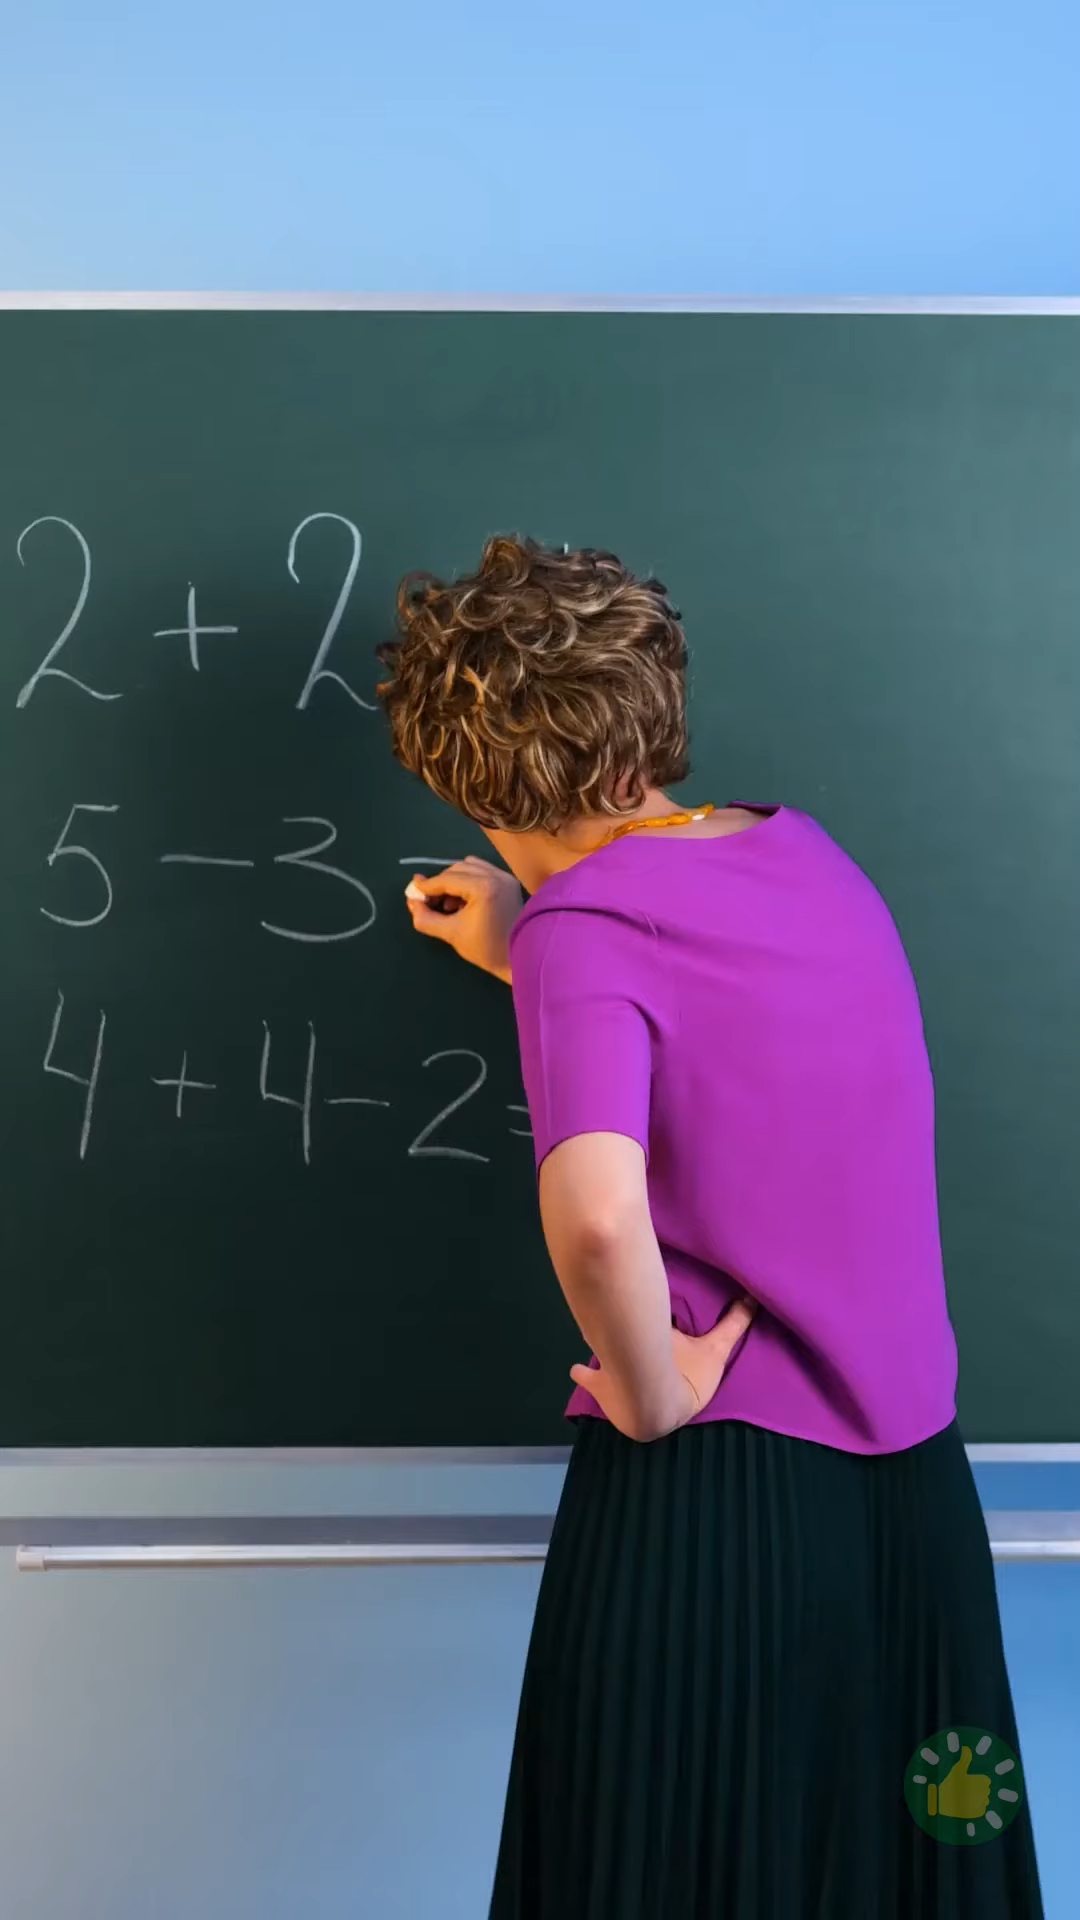 2 + 2
5 − 3 =
4 + 4 − 2 =